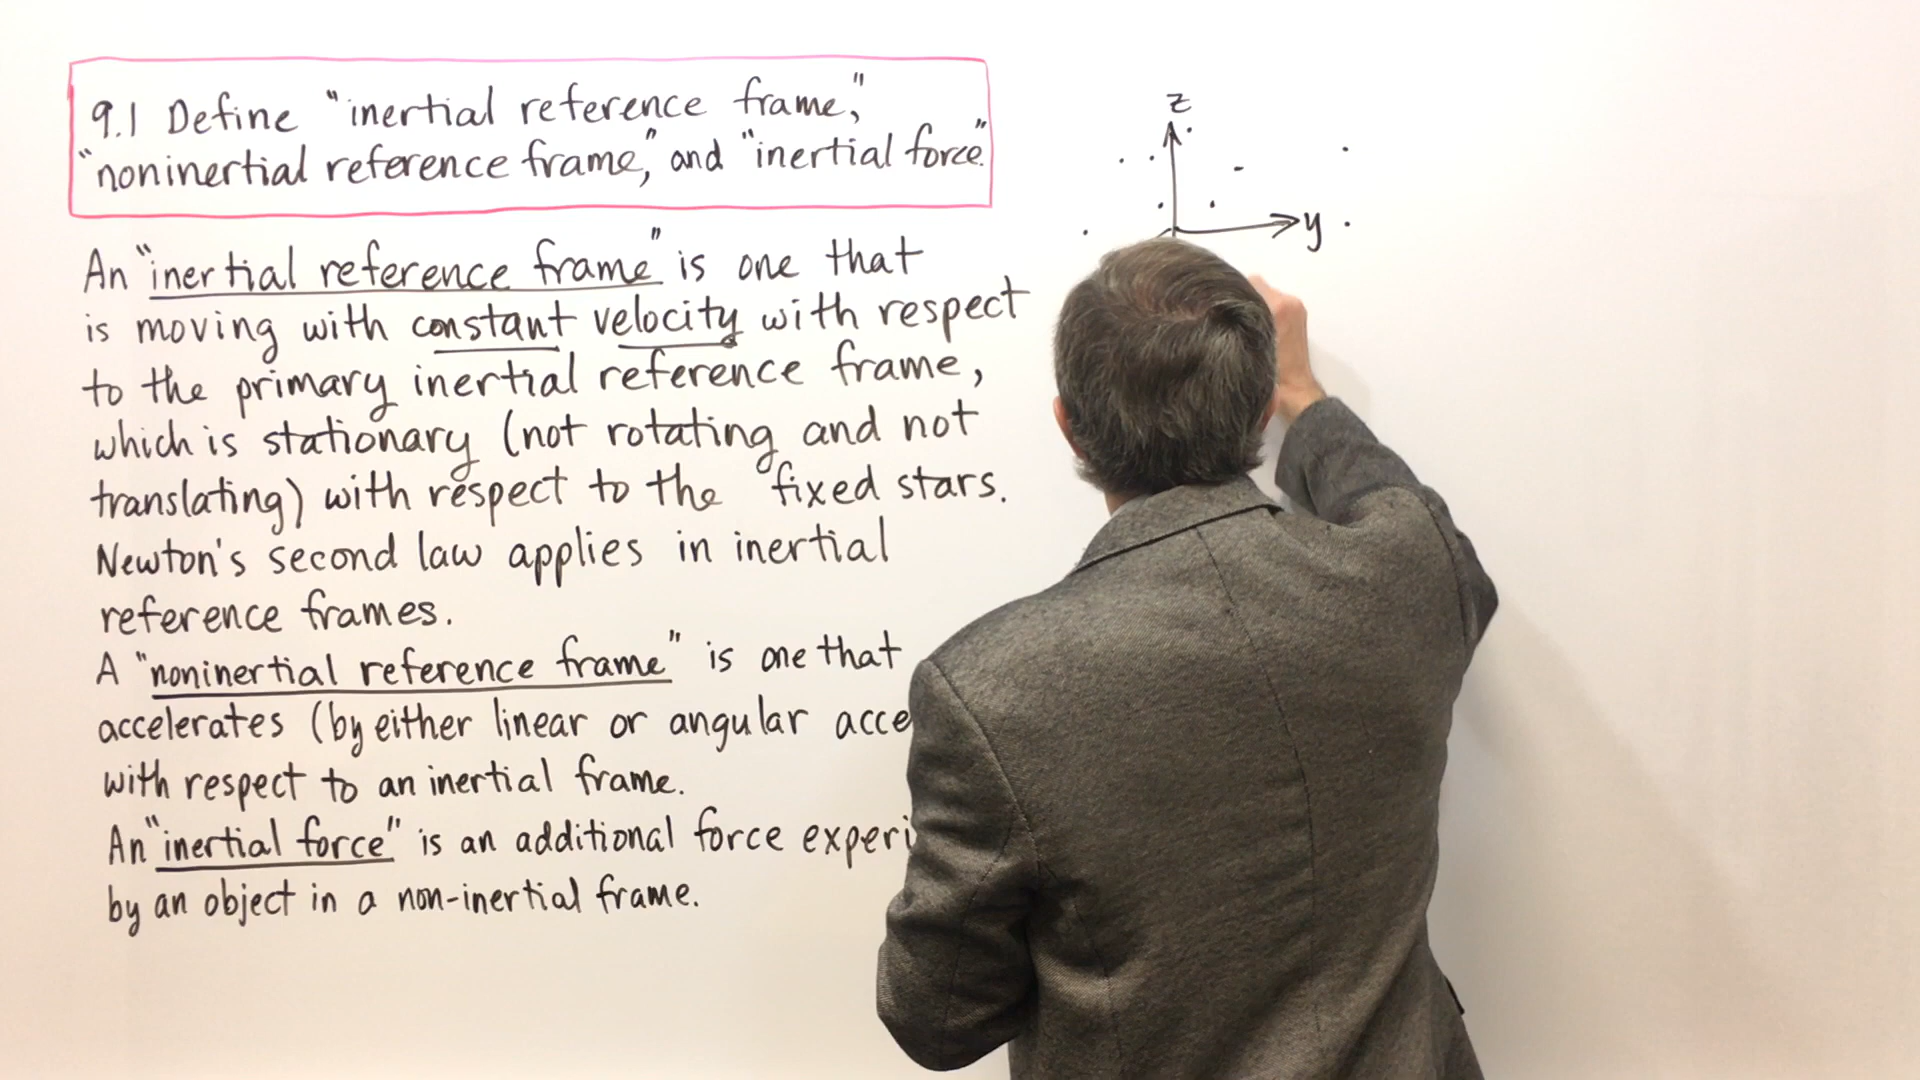 9.1 Define "inertial reference frame,"
"noninertial reference frame," and "inertial force."
An "inertial reference frame" is one that
is moving with constant velocity with respect
to the primary inertial reference frame,
which is stationary (not rotating and not
translating) with respect to the "fixed stars.
Newton's second law applies in inertial
reference frames.
A "noninertial reference frame" is one that
accelerates (by either linear or angular acce
with respect to an inertial frame.
An "inertial force" is an additional force experi
by an object in a non-inertial frame.
z
y